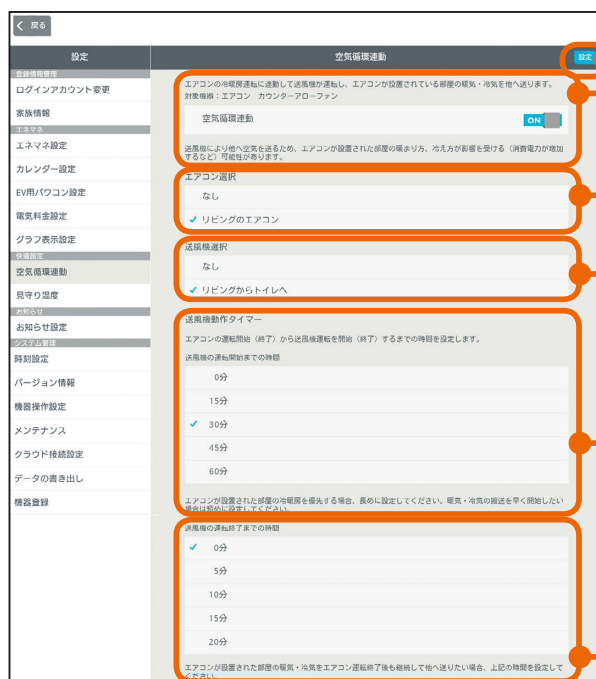 戻る
設定
空気循環連動
設定
登録情報管理
ログインアカウント変更
家族情報
エネマネ
エネマネ設定
カレンダー設定
EV用パワコン設定
電気料金設定
グラフ表示設定
快適設定
空気循環連動
見守り温度
お知らせ
お知らせ設定
システム管理
時刻設定
バージョン情報
機器操作設定
メンテナンス
クラウド接続設定
データの書き出し
機器登録
エアコンの冷暖房運転に連動して送風機が運転し、エアコンが設置されている部屋の暖気・冷気を他へ送ります。
対象機器：エアコン カウンターアローファン
空気循環連動
ON
送風機により他へ空気を送るため、エアコンが設置された部屋の暖まり方、冷え方が影響を受ける（消費電力が増加
するなど）可能性があります。
エアコン選択
なし
リビングのエアコン
送風機選択
なし
リビングからトイレへ
送風機動作タイマー
エアコンの運転開始（終了）から送風機運転を開始（終了）するまでの時間を設定します。
送風機の運転開始までの時間
0分
15分
30分
45分
60分
エアコンが設置された部屋の冷暖房を優先する場合、長めに設定してください。暖気・冷気の搬送を早く開始したい
場合は短めに設定してください。
送風機の運転終了までの時間
0分
5分
10分
15分
20分
エアコンが設置された部屋の暖気・冷気をエアコン運転終了後も継続して他へ送りたい場合、上記の時間を設定して
ください。